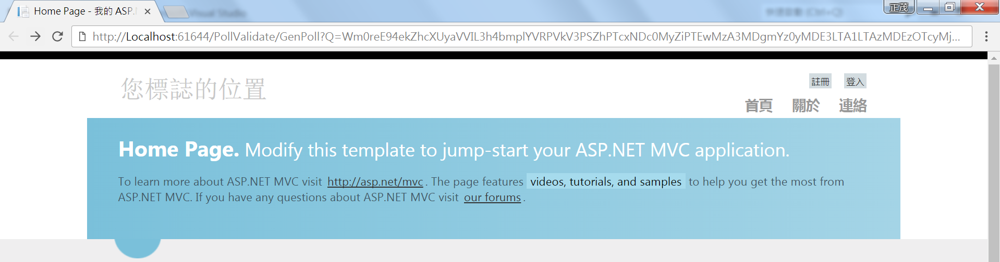 Home Page - 我的 ASP.N
正茂
http://Localhost:61644/PollValidate/GenPoll?Q=Wm0reE94ekZhcXUyaVVIL3h4bmplYVRPVkV3PSZhPTcxNDc0MyZiPTEwMzA3MDgmYz0yMDE3LTA1LTAzMDEzOTcyMj...
註冊 登入
您標誌的位置
首頁 關於 連絡
Home Page. Modify this template to jump-start your ASP.NET MVC application.
To learn more about ASP.NET MVC visit http://asp.net/mvc. The page features videos, tutorials, and samples to help you get the most from
ASP.NET MVC. If you have any questions about ASP.NET MVC visit our forums.